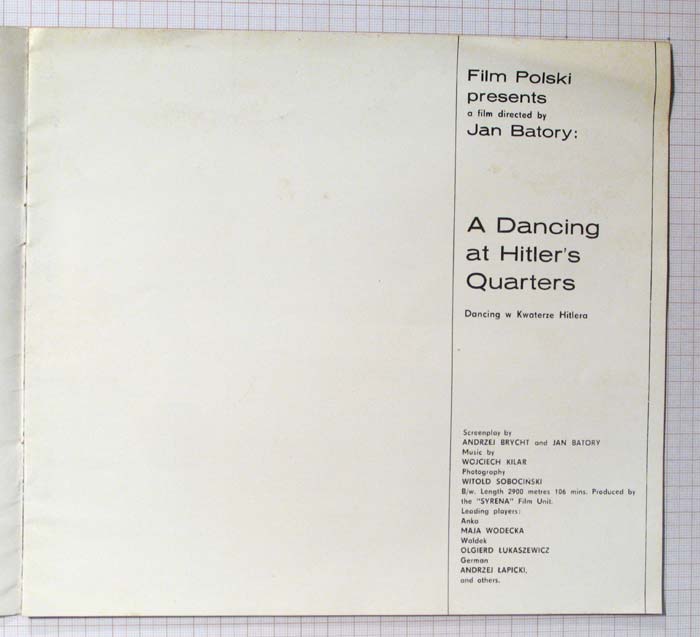 Film Polski
presents
a film directed by
Jan Batory:
A Dancing
at Hitler's
Quarters
Dancing w Kwaterze Hitlera
Screenplay by
ANDRZEJ BRYCHT and JAN BATORY
Music by
WOJCIECH KILAR
Photography
WITOLD SOBOCINSKI
B/w. Length 2900 metres 106 mins. Produced by
the "SYRENA" Film Unit.
Leading players:
Anka
MAJA WODECKA
Waldek
OLGIERD ŁUKASZEWICZ
German
ANDRZEJ ŁAPICKI,
and others.